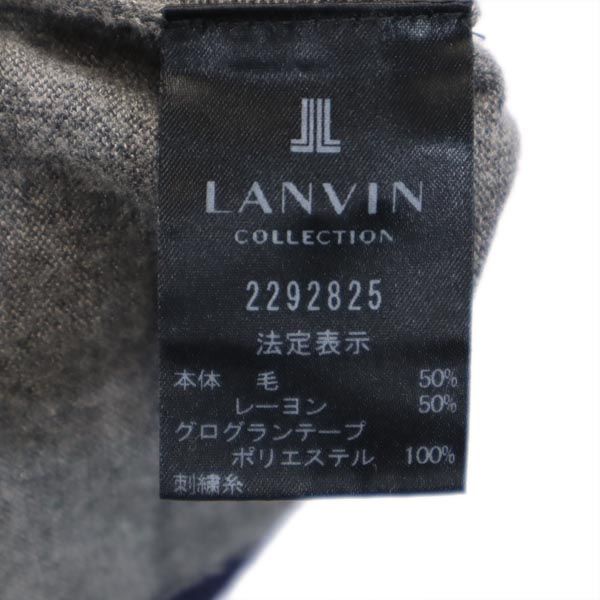 LANVIN
COLLECTION
2292825
法定表示
本体 毛 50%
レーヨン 50%
グログランテープ
ポリエステル 100%
刺繍糸